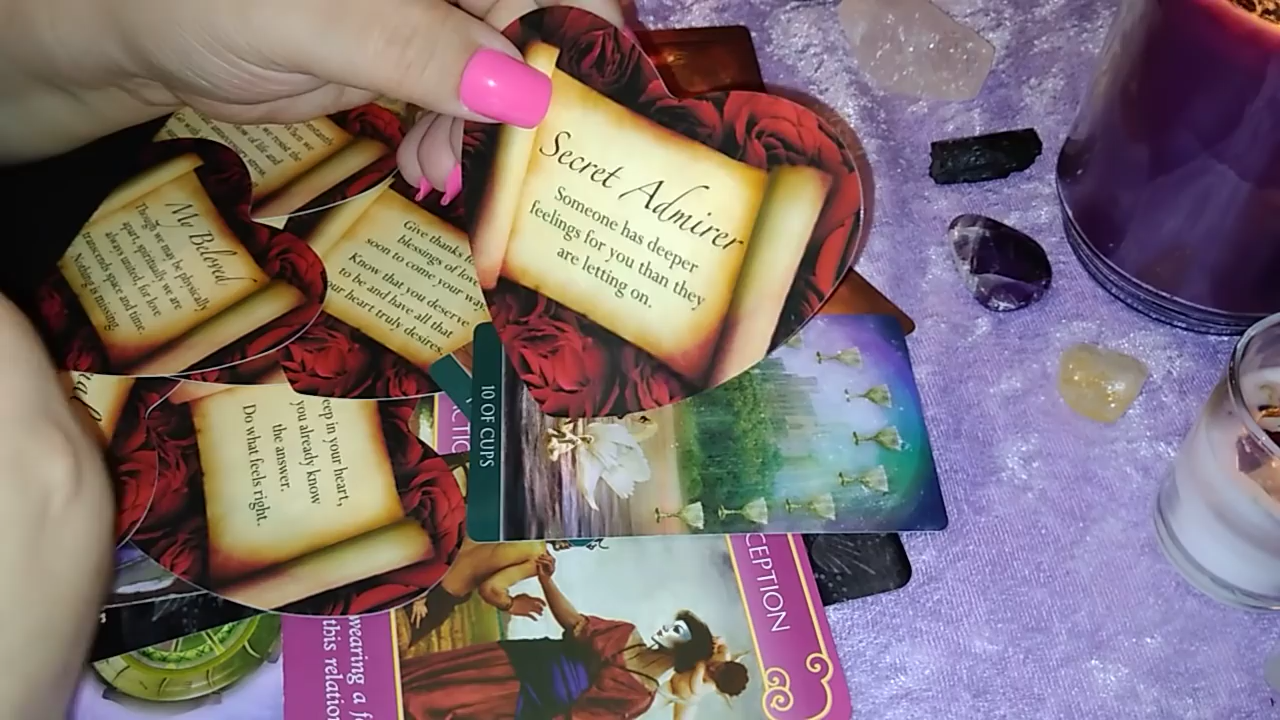 Secret Admirer
Someone has deeper
feelings for you than they
are letting on.
My Beloved
Though we may be physically
apart, spiritually we are
always united, for love
transcends space and time.
Nothing is missing.
Give thanks
blessings of love
soon to come your way.
Know that you deserve
to be and have all that
your heart truly desires.
in your heart,
you already know
the answer.
Do what feels right.
10 OF CUPS
CEPTION
wearing a
this